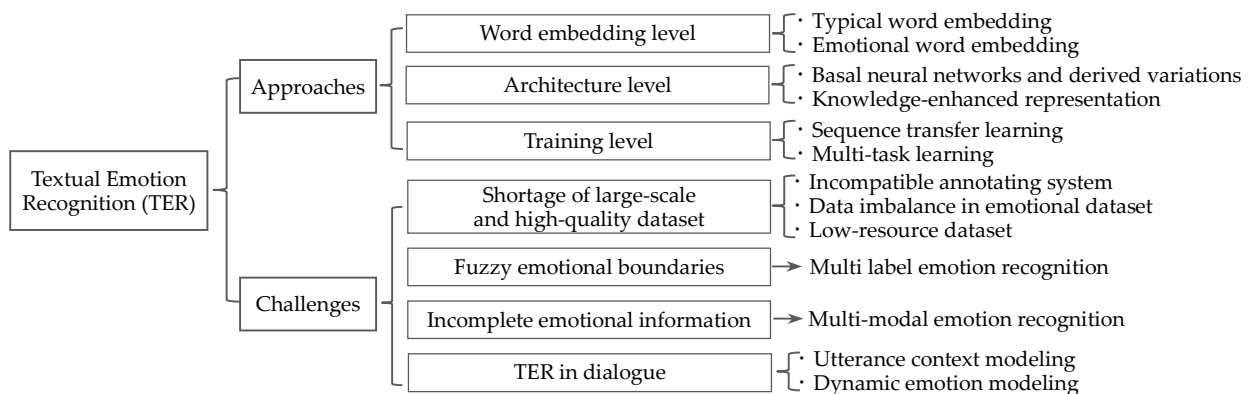 Textual Emotion
Recognition (TER)
Approaches
Word embedding level
· Typical word embedding
· Emotional word embedding
Architecture level
· Basal neural networks and derived variations
· Knowledge-enhanced representation
Training level
· Sequence transfer learning
· Multi-task learning
Challenges
Shortage of large-scale
and high-quality dataset
· Incompatible annotating system
· Data imbalance in emotional dataset
· Low-resource dataset
Fuzzy emotional boundaries
Multi label emotion recognition
Incomplete emotional information
Multi-modal emotion recognition
TER in dialogue
· Utterance context modeling
· Dynamic emotion modeling